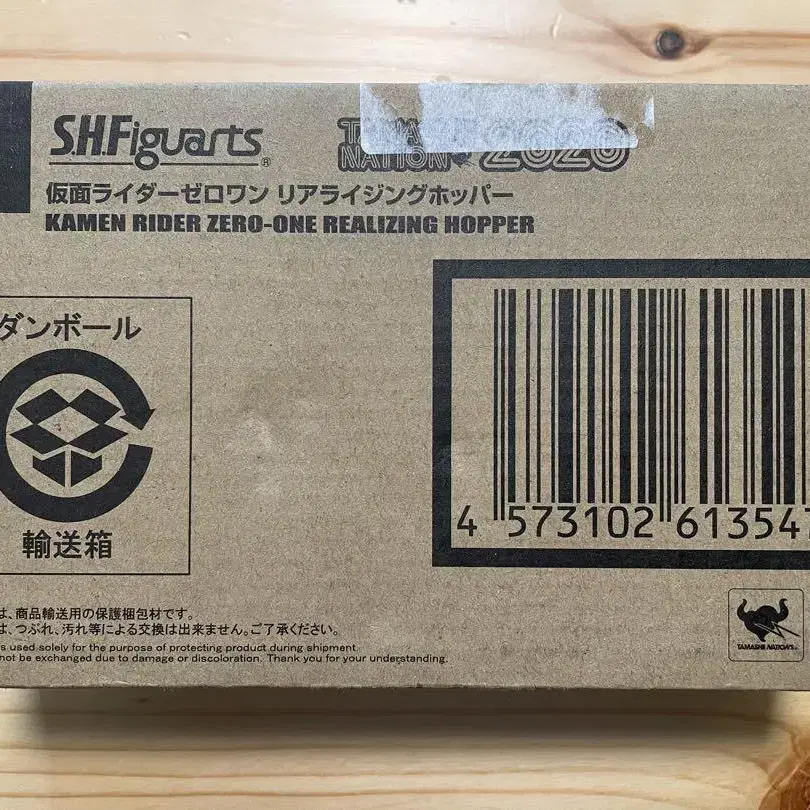 S.H.Figuarts®
TAMASHII NATION 2020
仮面ライダーゼロワン リアライジングホッパー
KAMEN RIDER ZERO-ONE REALIZING HOPPER
ダンボール
輸送箱
4 573102 613547
は、商品輸送用の保護梱包材です。
は、つぶれ、汚れ等による交換は出来ません。ご了承ください。
s used solely for the purpose of protecting product during shipment.
not be exchanged due to damage or discoloration. Thank you for your understanding.
TAMASHII NATIONS